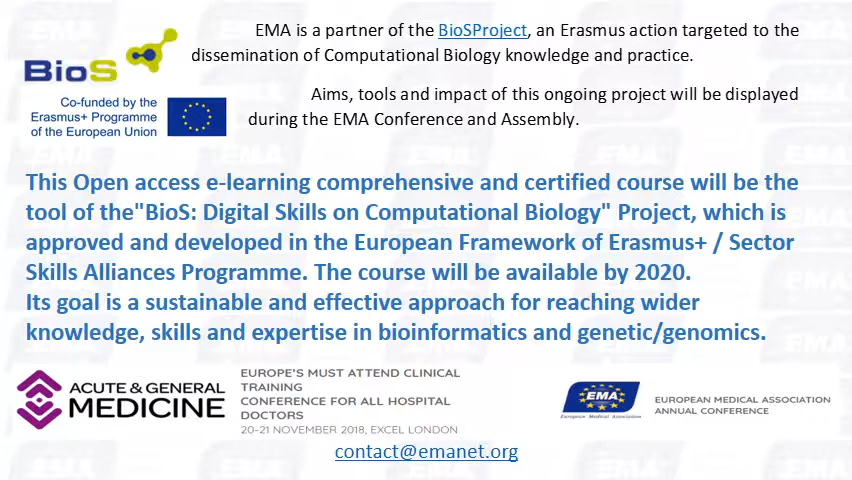 EMA is a partner of the BioSProject, an Erasmus action targeted to the
dissemination of Computational Biology knowledge and practice.
BioS
Aims, tools and impact of this ongoing project will be displayed
during the EMA Conference and Assembly.
Co-funded by the
Erasmus+ Programme
of the European Union
This Open access e-learning comprehensive and certified course will be the
tool of the"BioS: Digital Skills on Computational Biology" Project, which is
approved and developed in the European Framework of Erasmus+ / Sector
Skills Alliances Programme. The course will be available by 2020.
Its goal is a sustainable and effective approach for reaching wider
knowledge, skills and expertise in bioinformatics and genetic/genomics.
ACUTE & GENERAL
MEDICINE
EUROPE'S MUST ATTEND CLINICAL
TRAINING
CONFERENCE FOR ALL HOSPITAL
DOCTORS
20-21 NOVEMBER 2018, EXCEL LONDON
EMA
European Medical Association
EUROPEAN MEDICAL ASSOCIATION
ANNUAL CONFERENCE
contact@emanet.org